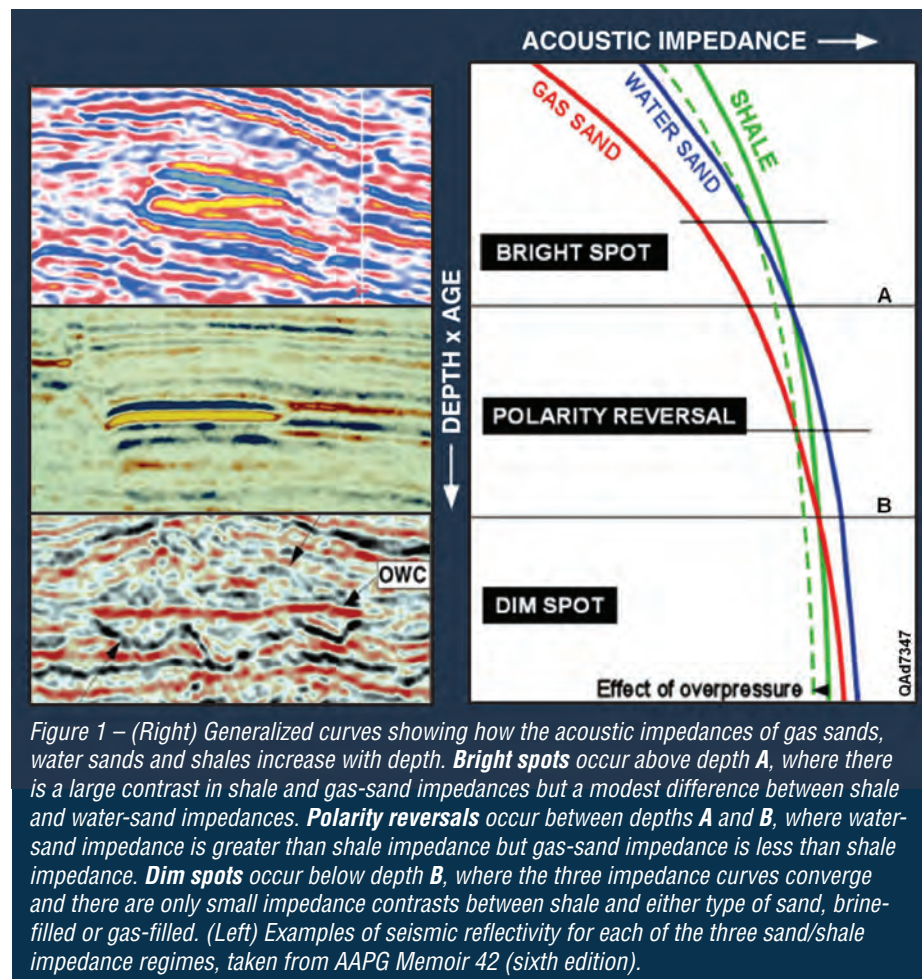 ACOUSTIC IMPEDANCE
GAS SAND
WATER SAND
SHALE
BRIGHT SPOT
A
DEPTH x AGE
POLARITY REVERSAL
B
OWC
DIM SPOT
Effect of overpressure
QAd7347
Figure 1 – (Right) Generalized curves showing how the acoustic impedances of gas sands,
water sands and shales increase with depth. Bright spots occur above depth A, where there
is a large contrast in shale and gas-sand impedances but a modest difference between shale
and water-sand impedances. Polarity reversals occur between depths A and B, where water-
sand impedance is greater than shale impedance but gas-sand impedance is less than shale
impedance. Dim spots occur below depth B, where the three impedance curves converge
and there are only small impedance contrasts between shale and either type of sand, brine-
filled or gas-filled. (Left) Examples of seismic reflectivity for each of the three sand/shale
impedance regimes, taken from AAPG Memoir 42 (sixth edition).